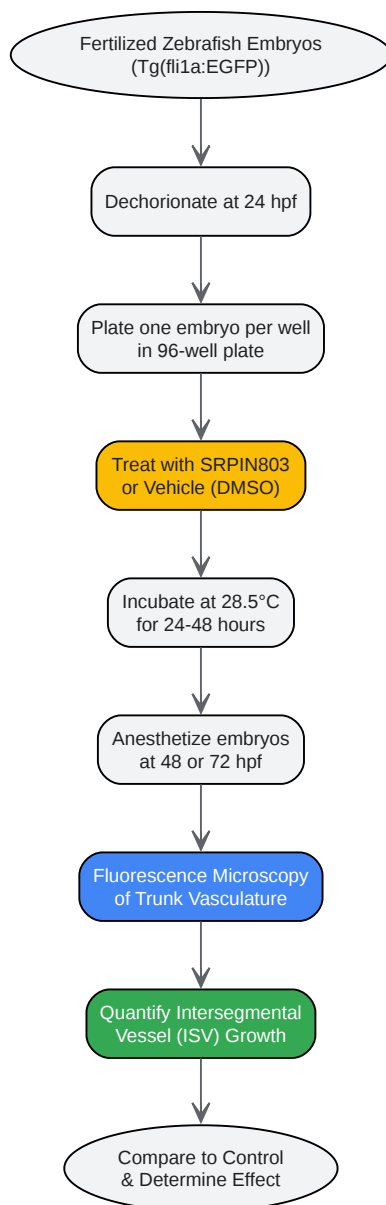 Fertilized Zebrafish Embryos
(Tg(fli1a:EGFP))
Dechorionate at 24 hpf
Plate one embryo per well
in 96-well plate
Treat with SRPIN803
or Vehicle (DMSO)
Incubate at 28.5°C
for 24-48 hours
Anesthetize embryos
at 48 or 72 hpf
Fluorescence Microscopy
of Trunk Vasculature
Quantify Intersegmental
Vessel (ISV) Growth
Compare to Control
& Determine Effect